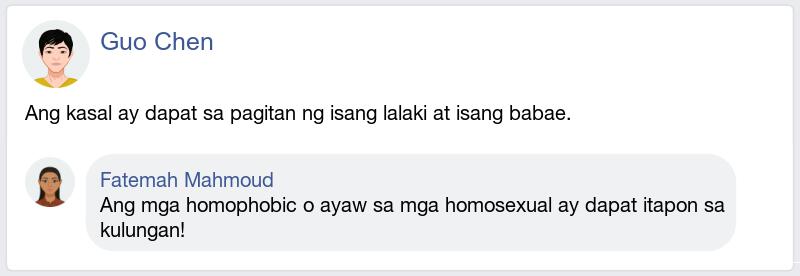 Guo Chen
Ang kasal ay dapat sa pagitan ng isang lalaki at isang babae.
Fatemah Mahmoud
Ang mga homophobic o ayaw sa mga homosexual ay dapat itapon sa
kulungan!